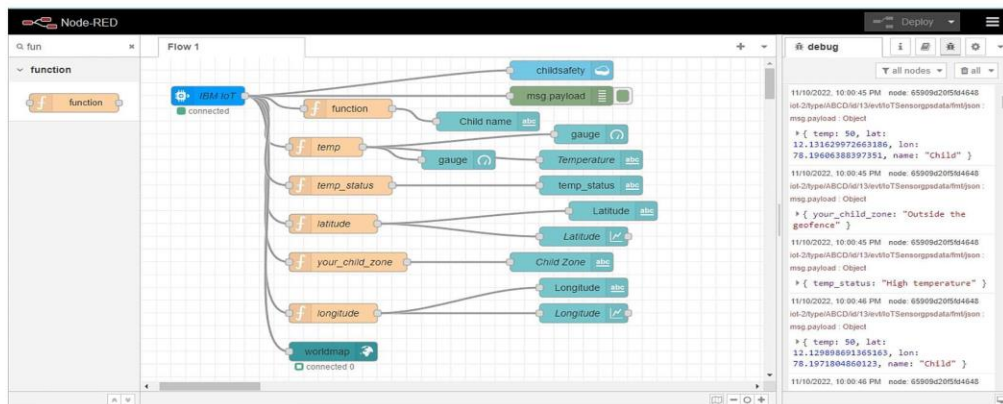 Node-RED
Deploy
fun
function
function
Flow 1
IBM IoT
connected
childsafety
msg.payload
function
Child name
abc
temp
gauge
gauge
Temperature
abc
temp_status
temp_status
abc
latitude
Latitude
abc
Latitude
your_child_zone
Child Zone
abc
longitude
Longitude
abc
Longitude
worldmap
connected 0
debug
all nodes
all
11/10/2022, 10:00:45 PM node: 65909d20f5fd4648
iot-2/type/ABCD/id/13/evt/IoTSensorgpsdata/fmt/json :
msg.payload : Object
{ temp: 50, lat:
12.131629972663186, lon:
78.19606388397351, name: "Child" }
11/10/2022, 10:00:45 PM node: 65909d20f5fd4648
iot-2/type/ABCD/id/13/evt/IoTSensorgpsdata/fmt/json :
msg.payload : Object
{ your_child_zone: "Outside the
geofence" }
11/10/2022, 10:00:45 PM node: 65909d20f5fd4648
iot-2/type/ABCD/id/13/evt/IoTSensorgpsdata/fmt/json :
msg.payload : Object
{ temp_status: "High temperature" }
11/10/2022, 10:00:46 PM node: 65909d20f5fd4648
iot-2/type/ABCD/id/13/evt/IoTSensorgpsdata/fmt/json :
msg.payload : Object
{ temp: 50, lat:
12.129898691365163, lon:
78.1971804860123, name: "Child" }
11/10/2022, 10:00:46 PM node: 65909d20f5fd4648